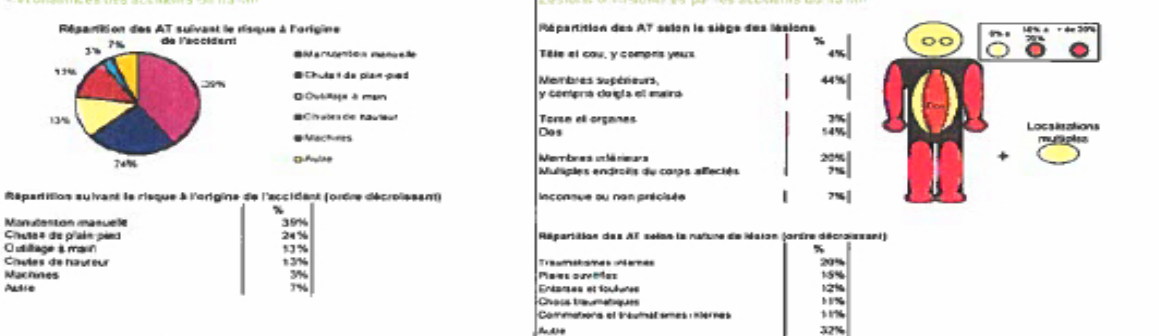 Répartition des AT suivant le risque à l'origine
de l'accident
3%
7%
39%
13%
13%
24%
Manutention manuelle
Chutes de plain-pied
Outillage à main
Chutes de hauteur
Machines
Autre
Répartition suivant le risque à l'origine de l'accident (ordre décroissant)
%
Manutention manuelle 39%
Chutes de plain-pied 24%
Outillage à main 13%
Chutes de hauteur 13%
Machines 3%
Autre 7%
Répartition des AT selon le siège des lésions
%
Tête et cou, y compris yeux 4%
Membres supérieurs, 44%
y compris doigts et mains
Torse et organes 3%
Dos 14%
Membres inférieurs 20%
Multiples endroits du corps affectés 7%
Inconnue ou non précisée 7%
Dos
Localisations
multiples
+
Répartition des AT selon la nature de lésion (ordre décroissant)
%
Traumatismes internes 20%
Plaies ouvertes 15%
Entorses et foulures 12%
Chocs traumatiques 11%
Commotions et traumatismes internes 11%
Autre 32%